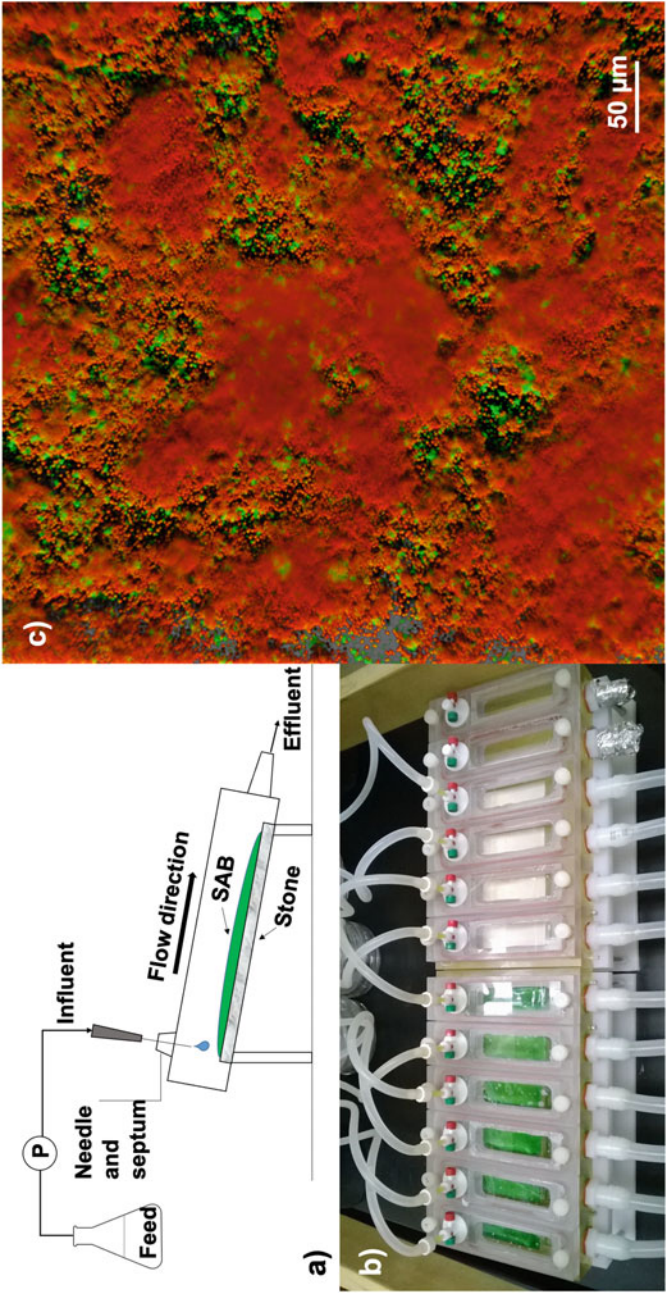 a)
Feed
P
Influent
Needle
and
septum
Flow direction
SAB
Stone
Effluent
b)
c)
50 µm